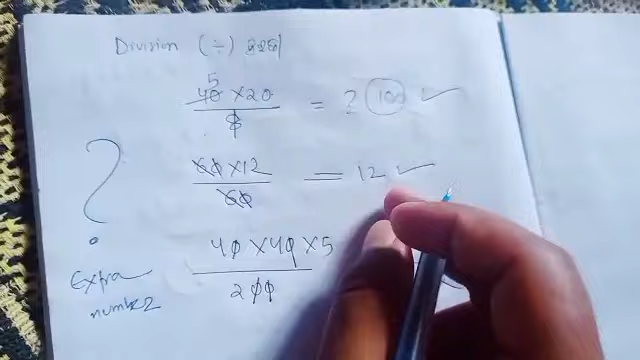 Division (÷)
5
40 × 20
= ? 100 ✓
8
60 × 12
= 12 ✓
60
?
40 × 40 × 5
200
Extra
number